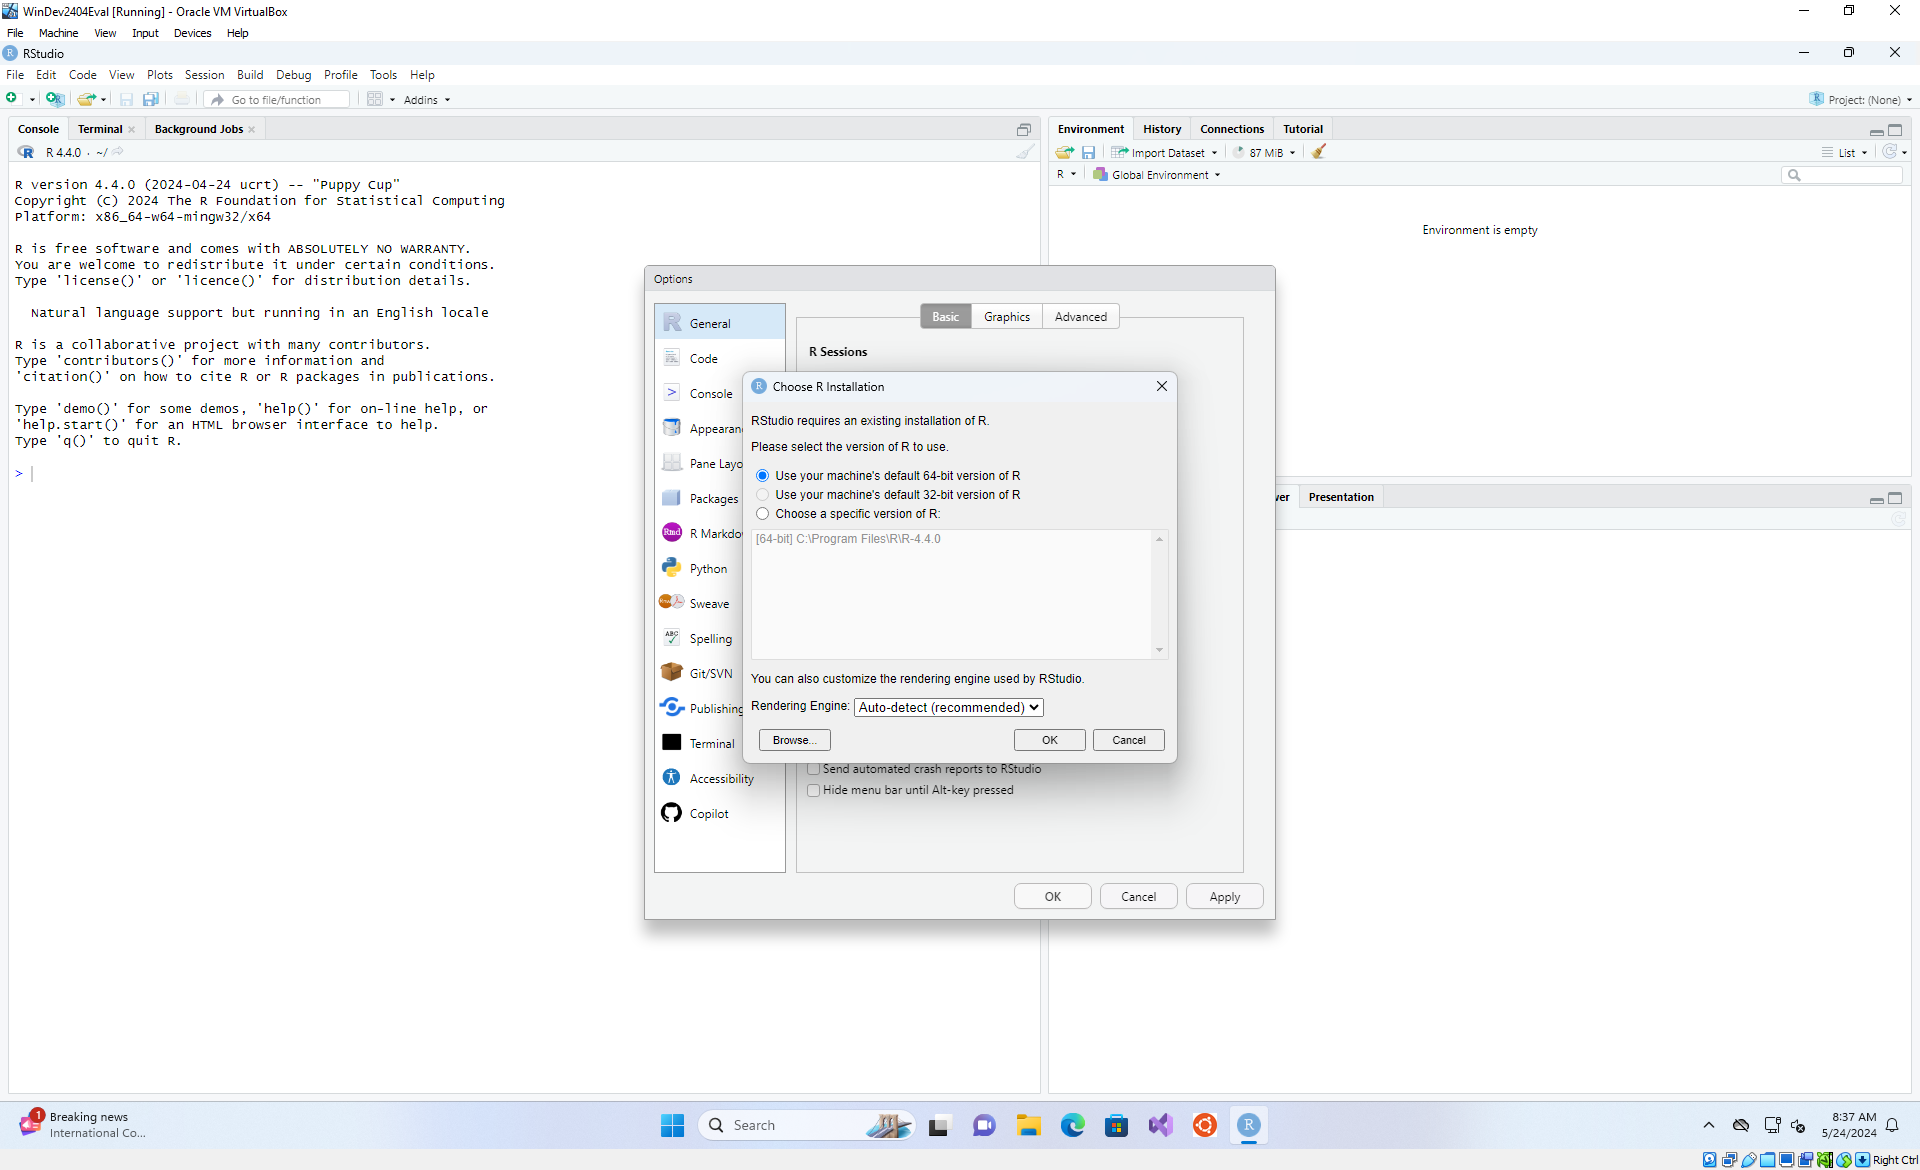 WinDev2404Eval [Running] - Oracle VM VirtualBox
File Machine View Input Devices Help
RStudio
File Edit Code View Plots Session Build Debug Profile Tools Help
Go to file/function Addins Project: (None)
Console Terminal Background Jobs
R 4.4.0 · ~/
R version 4.4.0 (2024-04-24 ucrt) -- "Puppy Cup"
Copyright (C) 2024 The R Foundation for Statistical Computing
Platform: x86_64-w64-mingw32/x64
R is free software and comes with ABSOLUTELY NO WARRANTY.
You are welcome to redistribute it under certain conditions.
Type 'license()' or 'licence()' for distribution details.
Natural language support but running in an English locale
R is a collaborative project with many contributors.
Type 'contributors()' for more information and
'citation()' on how to cite R or R packages in publications.
Type 'demo()' for some demos, 'help()' for on-line help, or
'help.start()' for an HTML browser interface to help.
Type 'q()' to quit R.
>
Environment History Connections Tutorial
Import Dataset 87 MiB List
R Global Environment
Environment is empty
wer Presentation
Options
General
Code
Console
Appearan
Pane Layo
Packages
R Markdo
Python
Sweave
Spelling
Git/SVN
Publishing
Terminal
Accessibility
Copilot
Basic Graphics Advanced
R Sessions
Choose R Installation
RStudio requires an existing installation of R.
Please select the version of R to use.
Use your machine's default 64-bit version of R
Use your machine's default 32-bit version of R
Choose a specific version of R:
[64-bit] C:\Program Files\R\R-4.4.0
You can also customize the rendering engine used by RStudio.
Rendering Engine: Auto-detect (recommended)
Browse... OK Cancel
Send automated crash reports to RStudio
Hide menu bar until Alt-key pressed
OK Cancel Apply
1 Breaking news
International Co...
Search
8:37 AM
5/24/2024
Right Ctrl